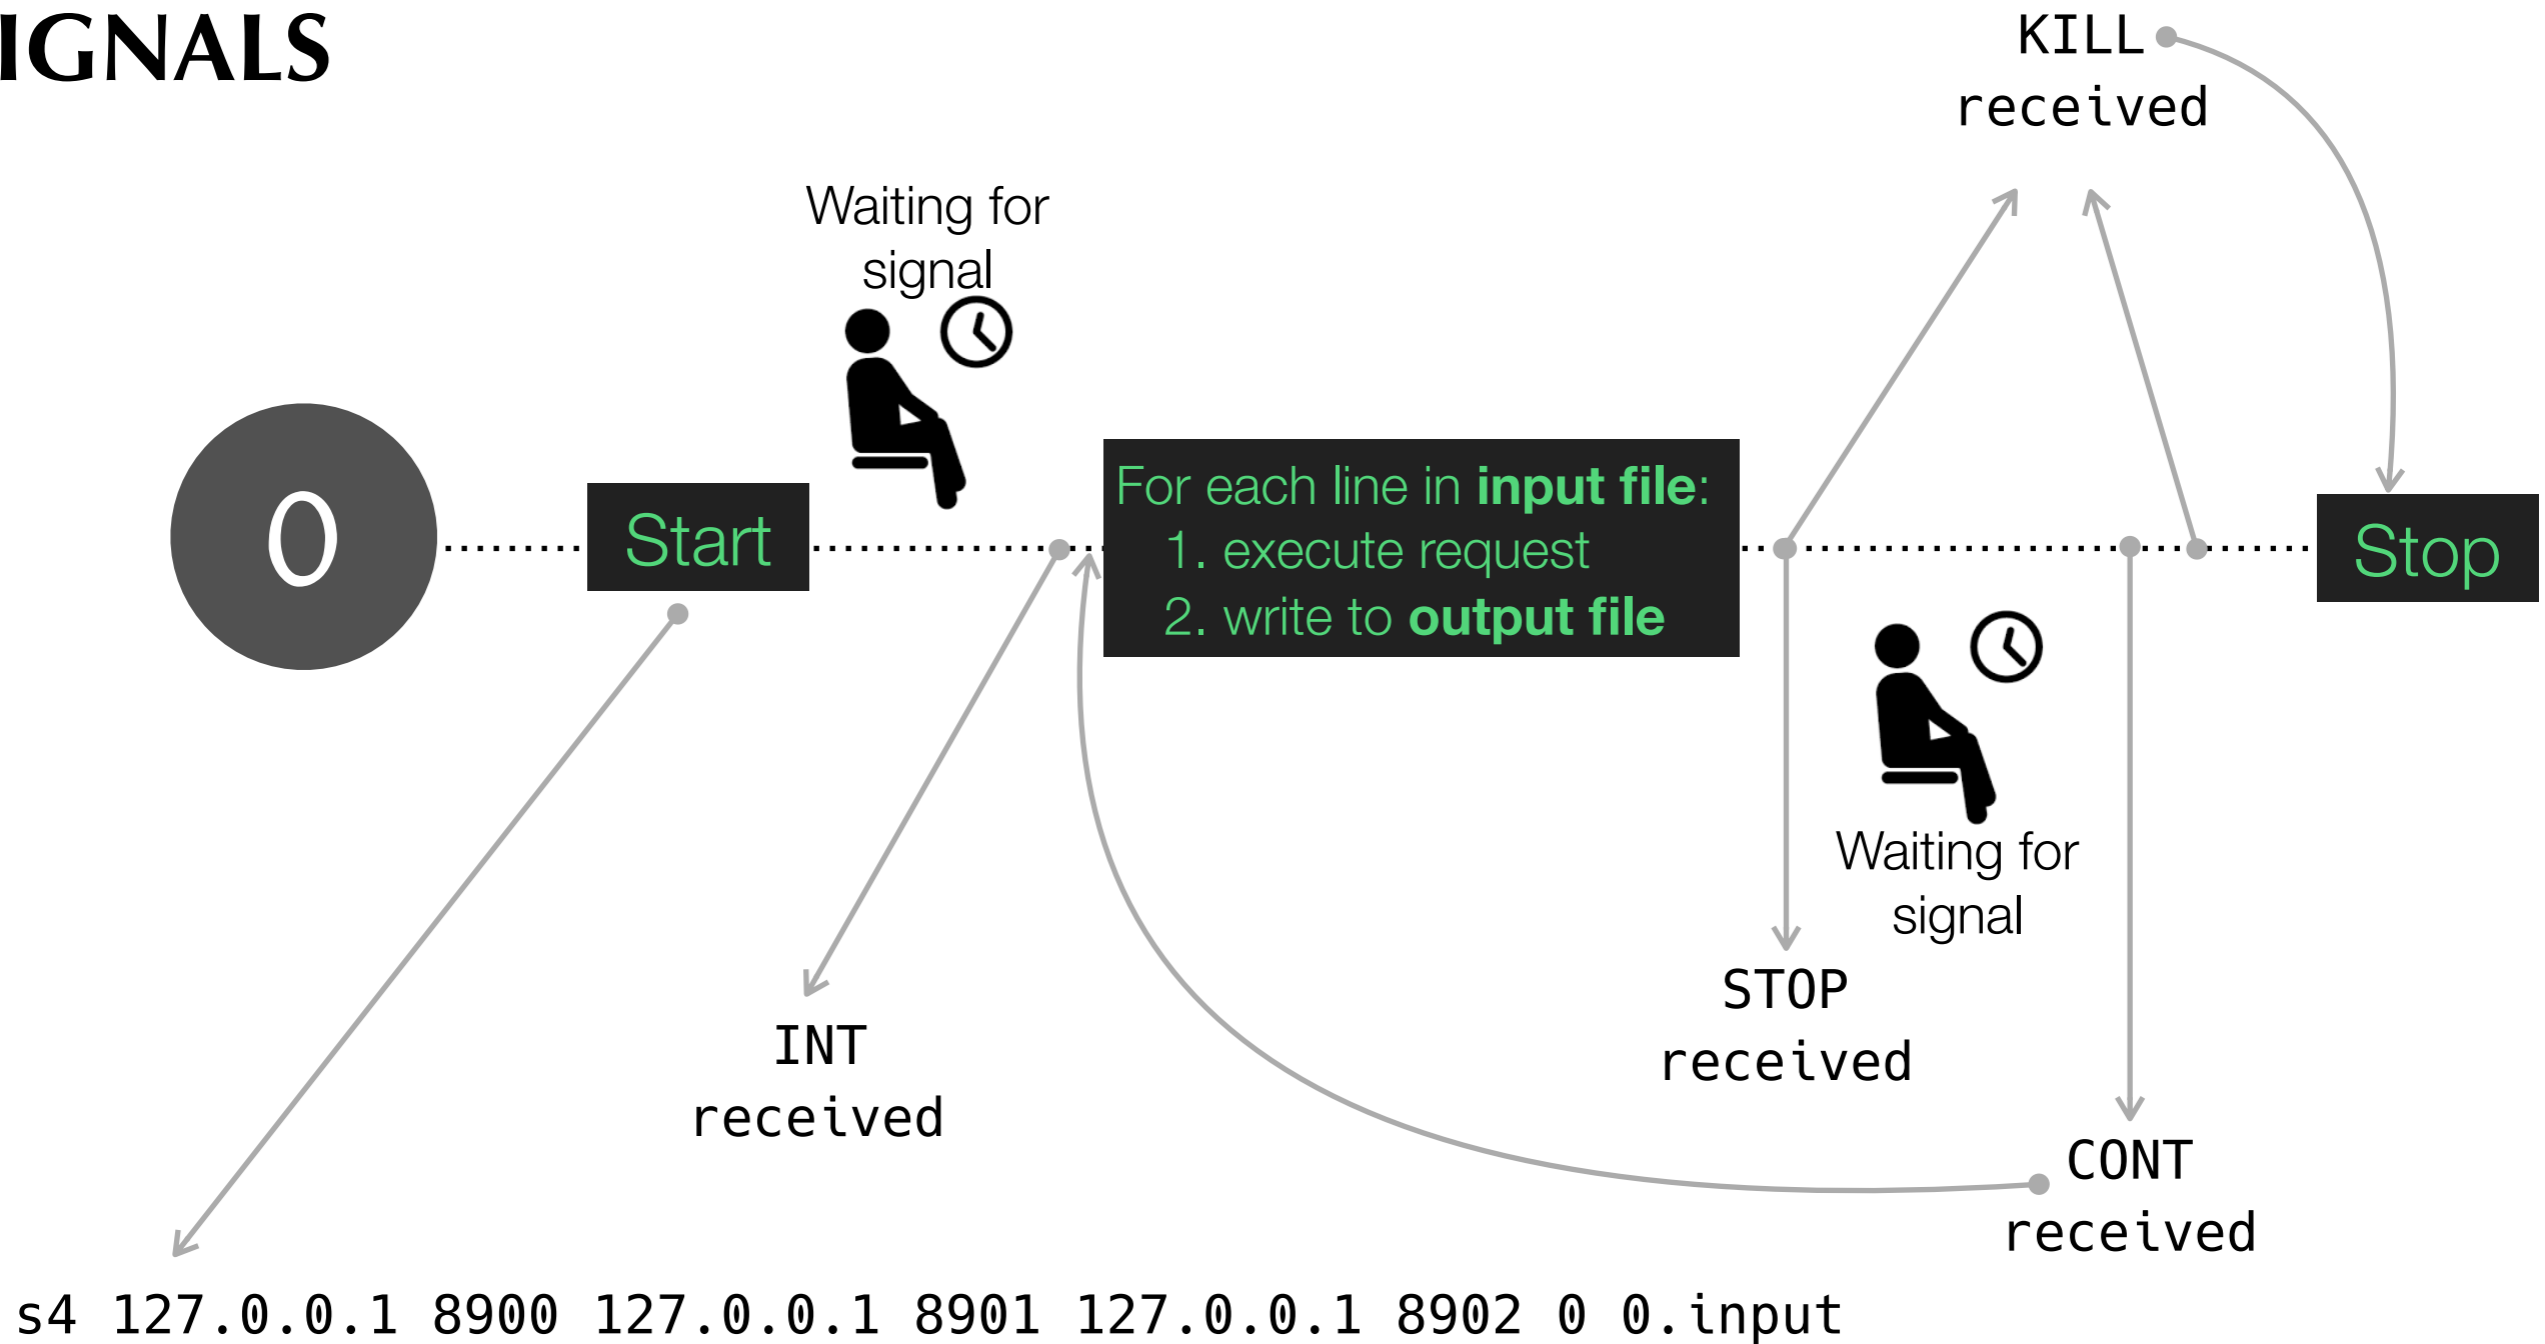 IGNALS
KILL
received
Waiting for
signal
0
Start
For each line in input file:
1. execute request
2. write to output file
Stop
Waiting for
signal
STOP
received
INT
received
CONT
received
s4 127.0.0.1 8900 127.0.0.1 8901 127.0.0.1 8902 0 0.input